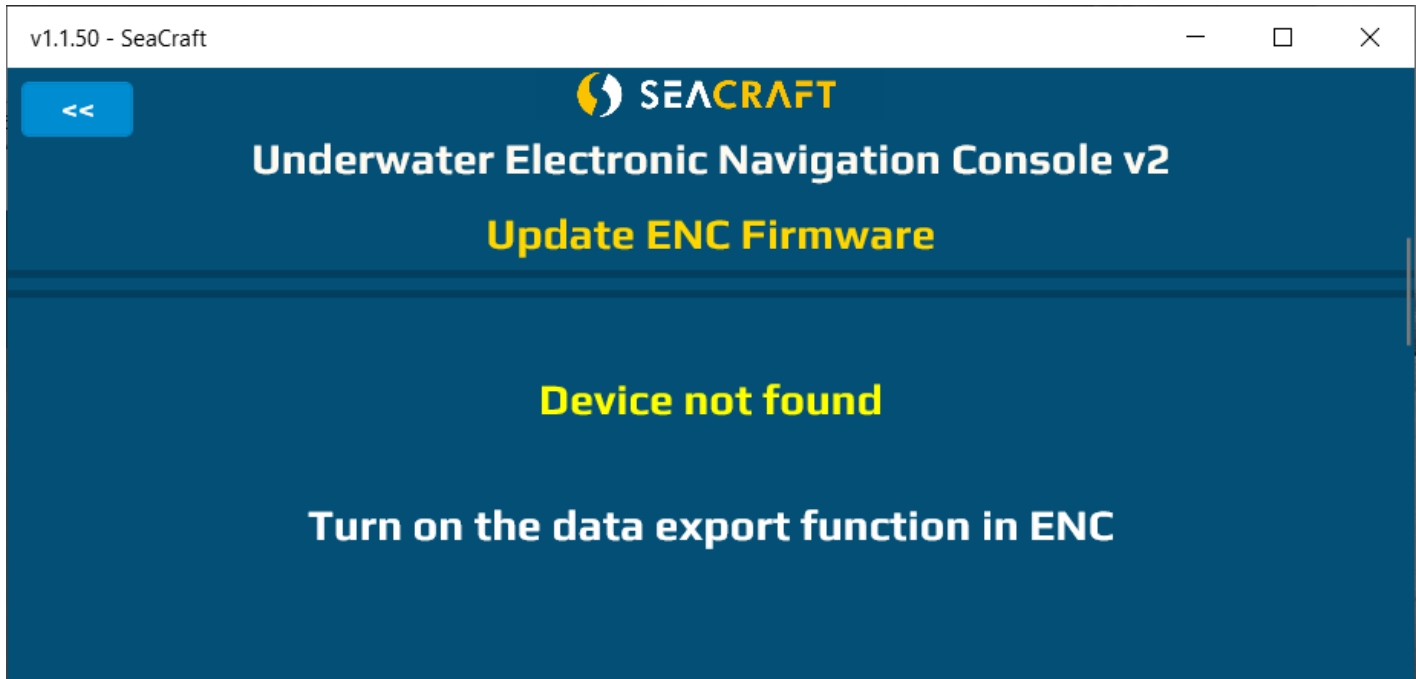 v1.1.50 - SeaCraft
<<
SEACRAFT
Underwater Electronic Navigation Console v2
Update ENC Firmware
Device not found
Turn on the data export function in ENC